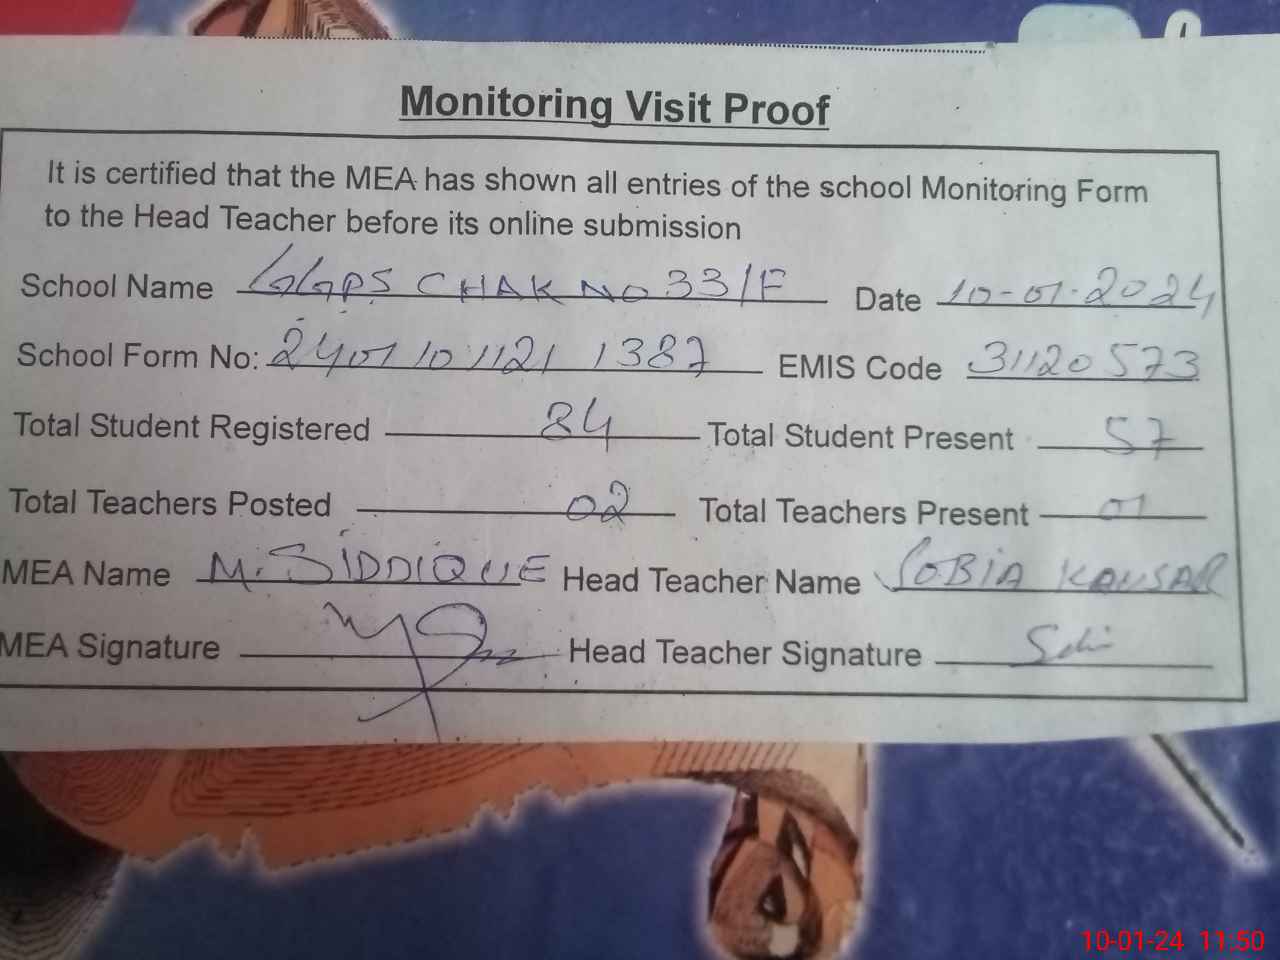 Monitoring Visit Proof
It is certified that the MEA has shown all entries of the school Monitoring Form
to the Head Teacher before its online submission
School Name GGPS CHAK NO 33/F Date 10-01-2024
School Form No: 2401101121 1387 EMIS Code 31120573
Total Student Registered 84 Total Student Present 57
Total Teachers Posted 02 Total Teachers Present 01
MEA Name M. SIDDIQUE Head Teacher Name SOBIA KAUSAR
MEA Signature Head Teacher Signature
10-01-24 11:50